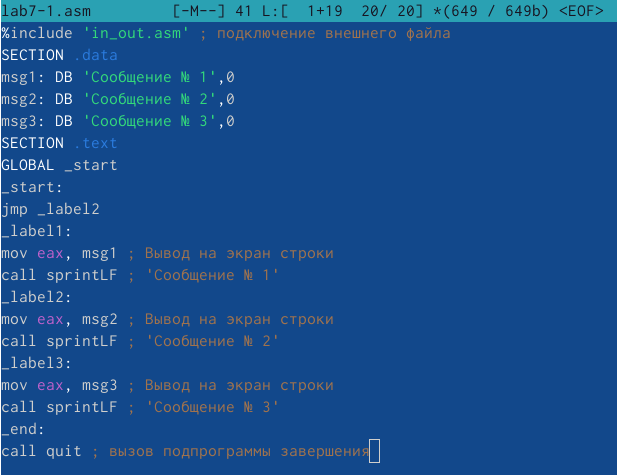 lab7-1.asm [-M--] 41 L:[ 1+19 20/ 20] *(649 / 649b) <EOF>
%include 'in_out.asm' ; подключение внешнего файла
SECTION .data
msg1: DB 'Сообщение № 1',0
msg2: DB 'Сообщение № 2',0
msg3: DB 'Сообщение № 3',0
SECTION .text
GLOBAL _start
_start:
jmp _label2
_label1:
mov eax, msg1 ; Вывод на экран строки
call sprintLF ; 'Сообщение № 1'
_label2:
mov eax, msg2 ; Вывод на экран строки
call sprintLF ; 'Сообщение № 2'
_label3:
mov eax, msg3 ; Вывод на экран строки
call sprintLF ; 'Сообщение № 3'
_end:
call quit ; вызов подпрограммы завершения